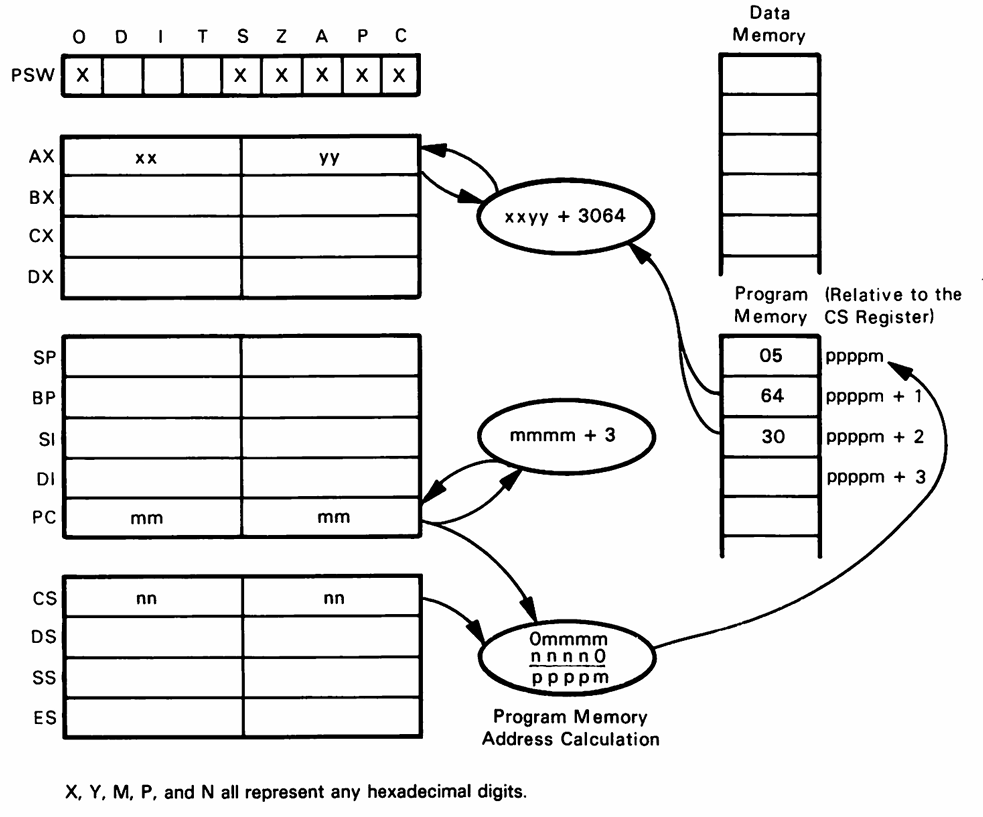 O D I T S Z A P C
PSW X X X X X X
AX xx yy
BX
CX
DX
xxyy + 3064
Data
Memory
Program (Relative to the
Memory CS Register)
05 ppppm
64 ppppm + 1
30 ppppm + 2
ppppm + 3
SP
BP
SI
DI
PC mm mm
mmmm + 3
CS nn nn
DS
SS
ES
0mmmm
n n n n 0
p p p p m
Program Memory
Address Calculation
X, Y, M, P, and N all represent any hexadecimal digits.